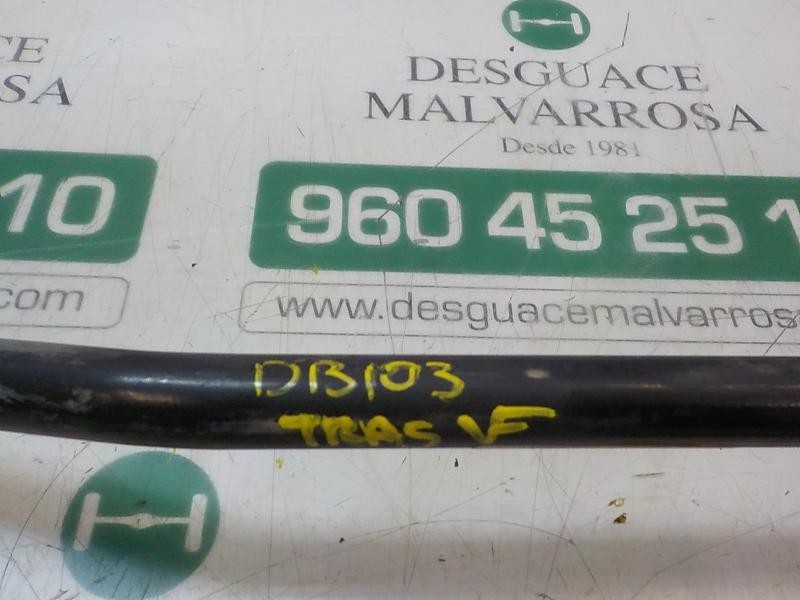 CE
DESGUACE
SA
MALVARROSA
Desde 1981
10
960 45 25 1
.com
www.desguacemalvarros
DB103
TRAS VF